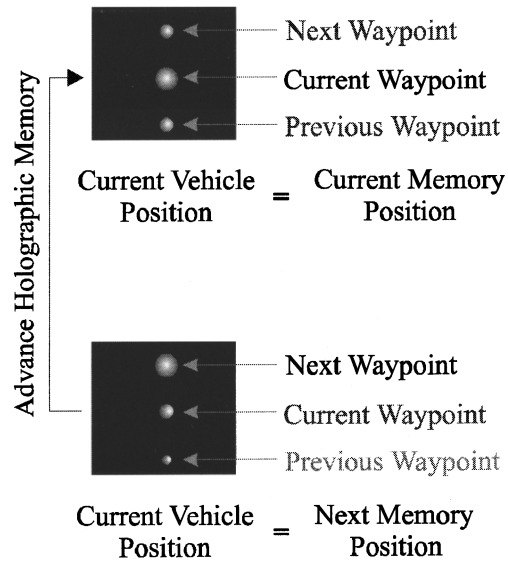 Next Waypoint
Current Waypoint
Previous Waypoint
Current Vehicle Position = Current Memory Position
Advance Holographic Memory
Next Waypoint
Current Waypoint
Previous Waypoint
Current Vehicle Position = Next Memory Position